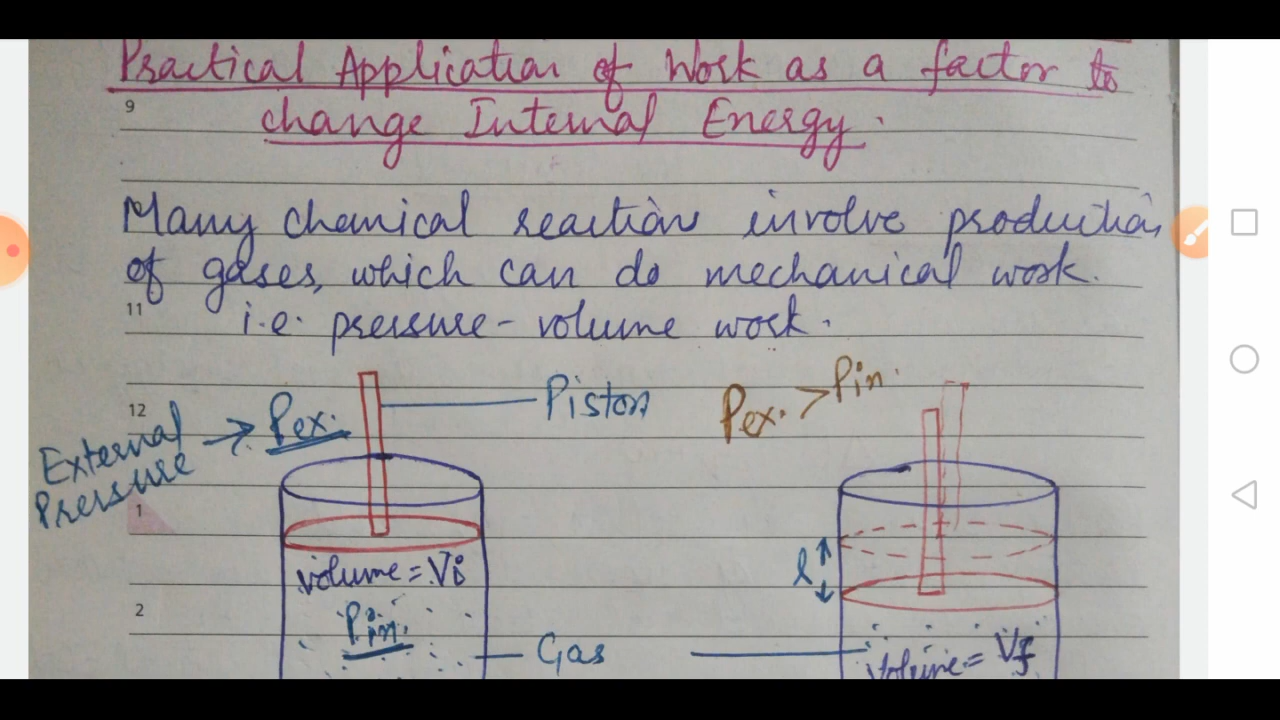 Practical Application of Work as a factor to
9
change Internal Energy.
Many chemical reaction involve production
of gases, which can do mechanical work.
11
i.e. pressure - volume work.
12
External Pressure → Pex.
Piston
Pex. > Pin.
1
l
volume = Vi
2
Pin.
Gas
volume = Vf